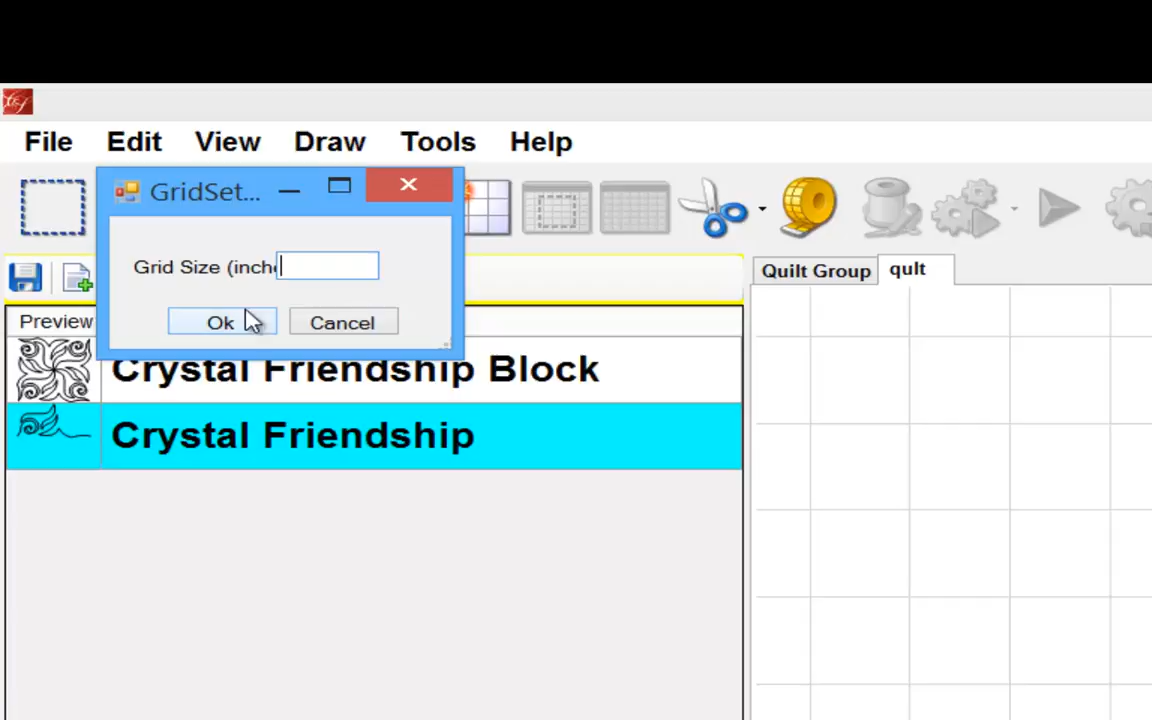 File Edit View Draw Tools Help
GridSet...
Grid Size (inche
Ok Cancel
Quilt Group qult
Preview
Crystal Friendship Block
Crystal Friendship